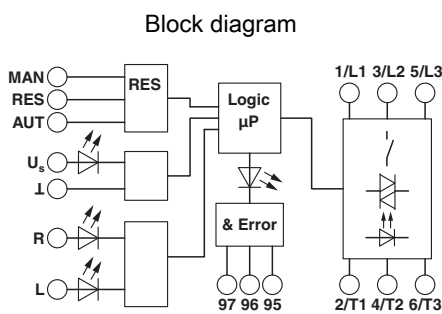 Block diagram
1/L1 3/L2 5/L3
MAN
RES
AUT
RES
Logic
µP
Us
⊥
R
L
& Error
97 96 95
2/T1 4/T2 6/T3